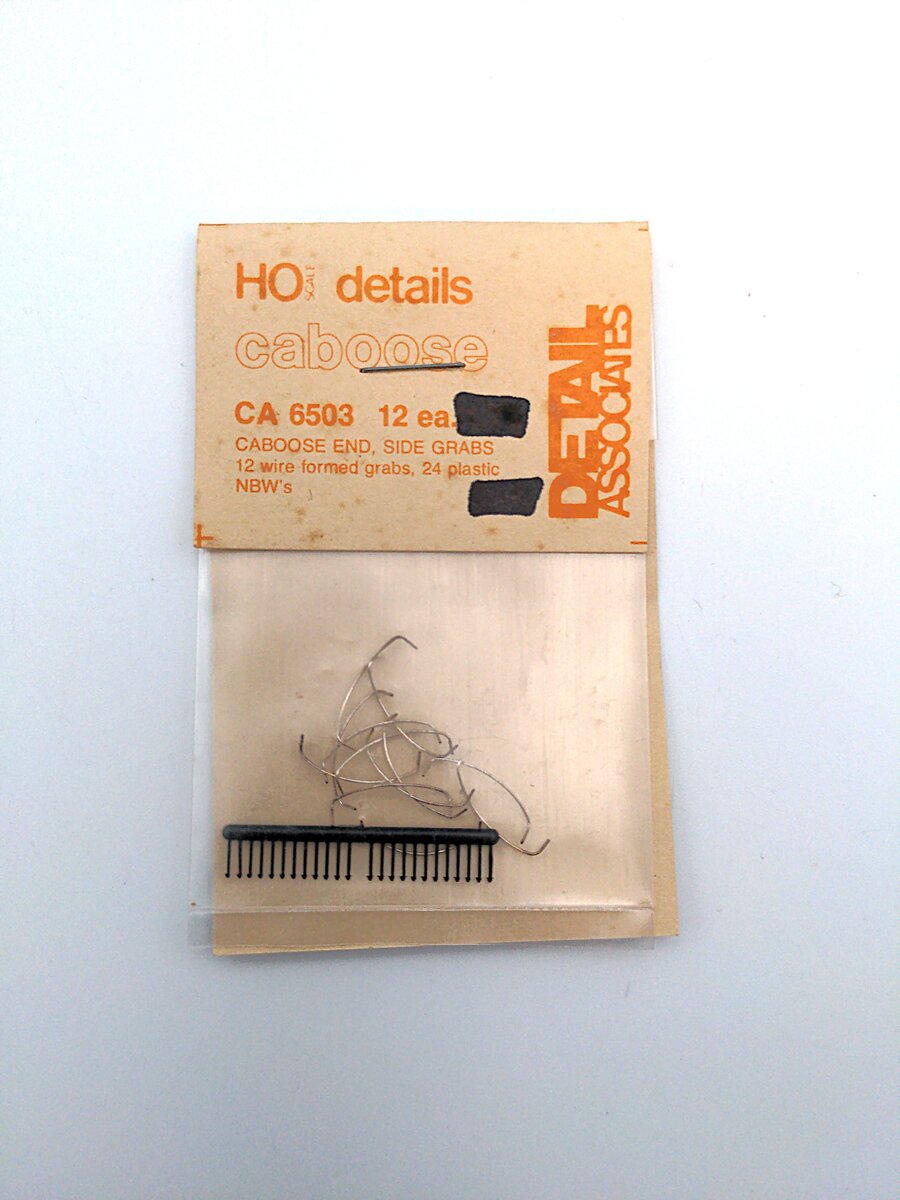 HO SCALE details
caboose
CA 6503 12 ea.
CABOOSE END, SIDE GRABS
12 wire formed grabs, 24 plastic
NBW's
DETAIL
ASSOCIATES